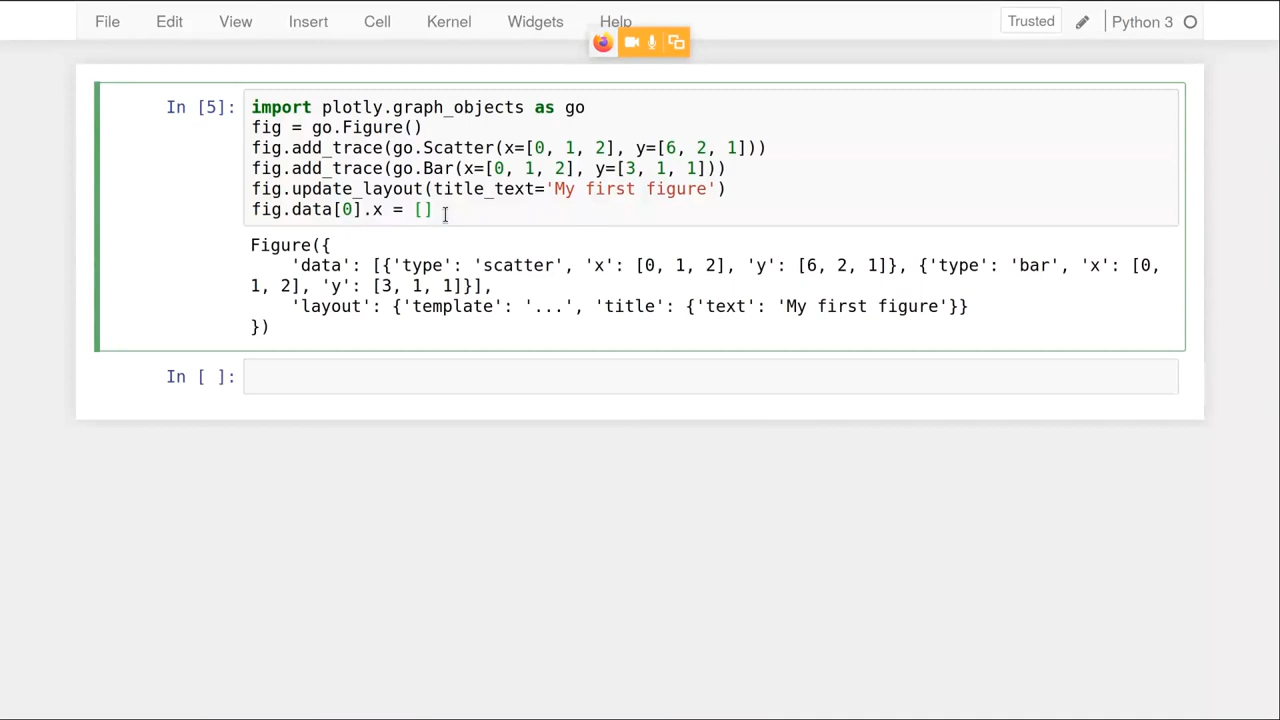 File Edit View Insert Cell Kernel Widgets Help Trusted Python 3
In [5]: import plotly.graph_objects as go
fig = go.Figure()
fig.add_trace(go.Scatter(x=[0, 1, 2], y=[6, 2, 1]))
fig.add_trace(go.Bar(x=[0, 1, 2], y=[3, 1, 1]))
fig.update_layout(title_text='My first figure')
fig.data[0].x = []
Figure({
    'data': [{'type': 'scatter', 'x': [0, 1, 2], 'y': [6, 2, 1]}, {'type': 'bar', 'x': [0,
1, 2], 'y': [3, 1, 1]}],
    'layout': {'template': '...', 'title': {'text': 'My first figure'}}
})
In [ ]: